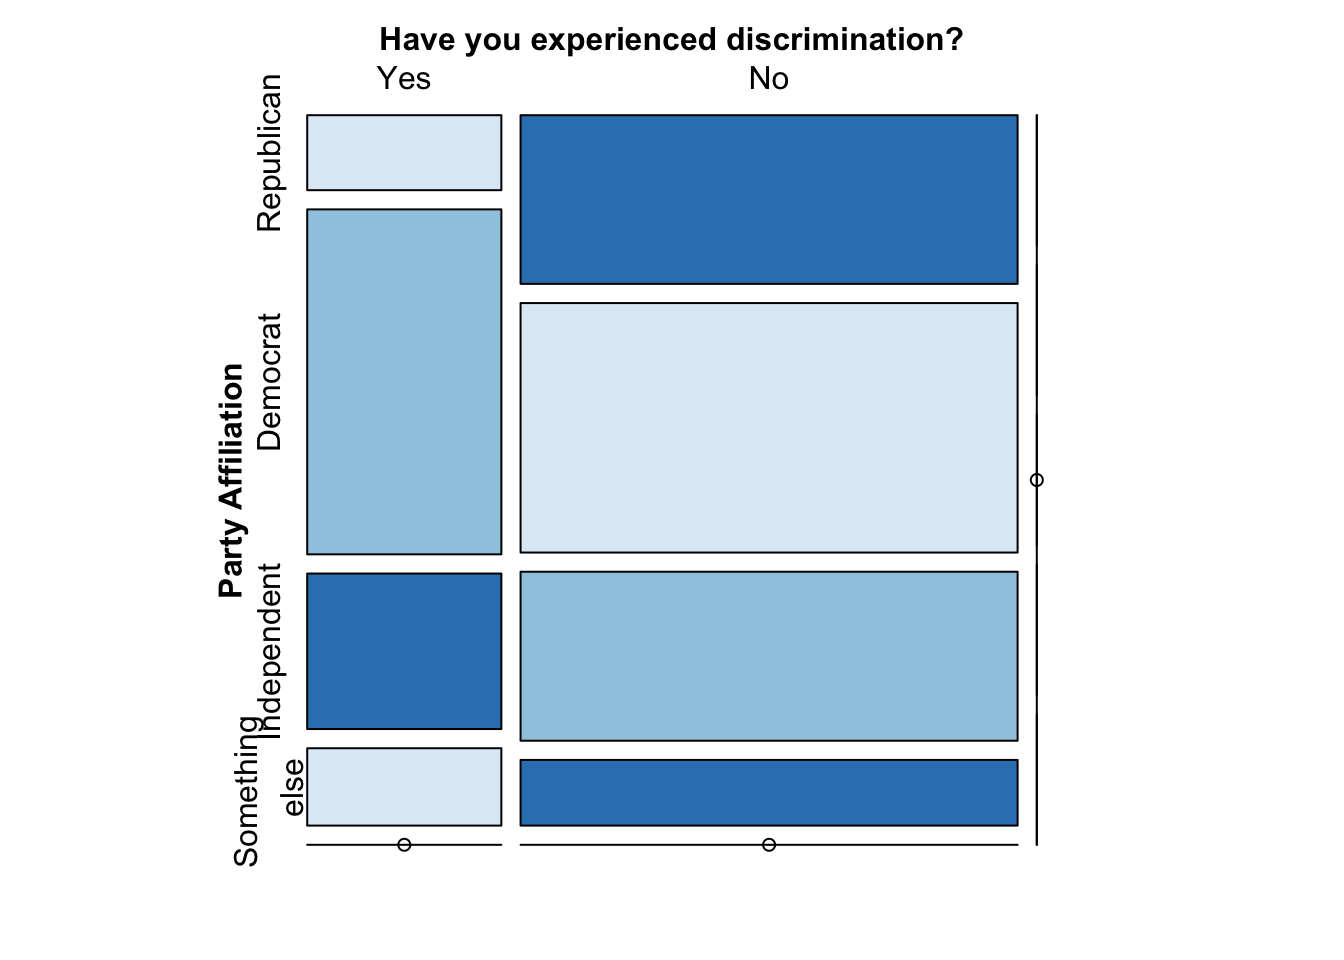 Have you experienced discrimination?
Yes
No
Party Affiliation
Republican
Democrat
Independent
Something
else